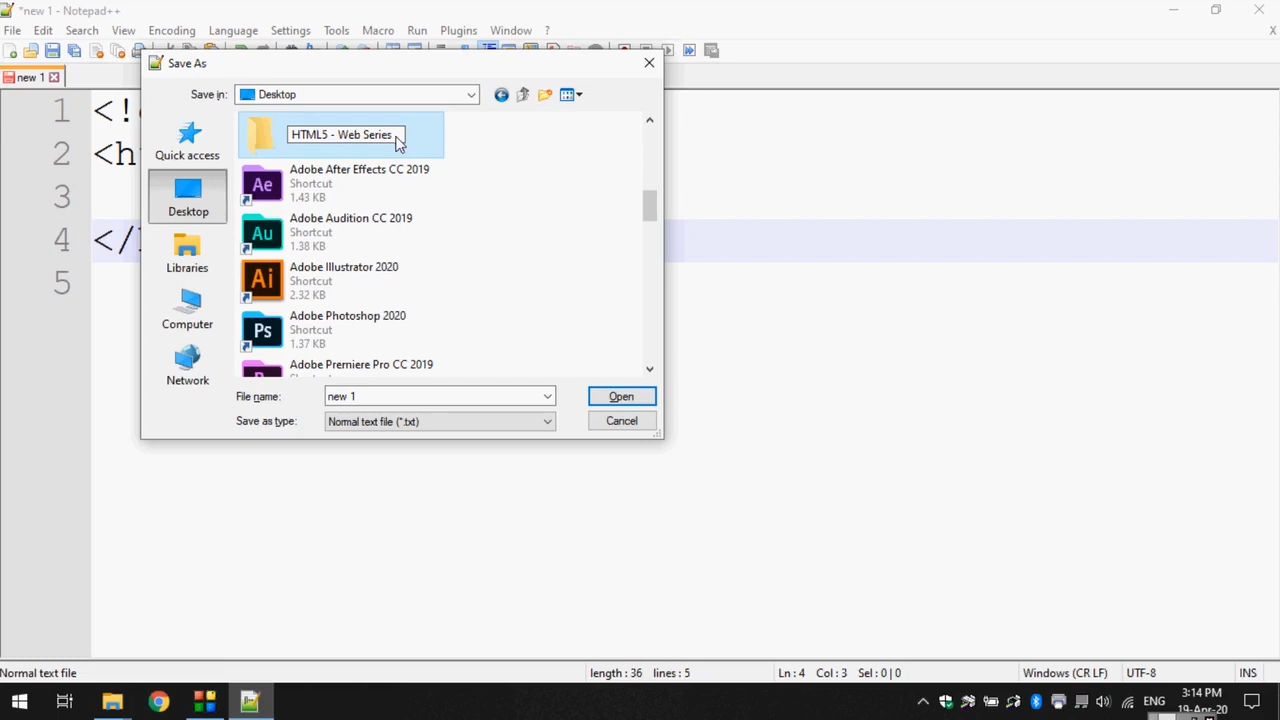 *new 1 - Notepad++
File Edit Search View Encoding Language Settings Tools Macro Run Plugins Window ? X
new 1
Save As
Save in: Desktop
Quick access
Desktop
Libraries
Computer
Network
HTML5 - Web Series
Adobe After Effects CC 2019
Shortcut
1.43 KB
Adobe Audition CC 2019
Shortcut
1.38 KB
Adobe Illustrator 2020
Shortcut
2.32 KB
Adobe Photoshop 2020
Shortcut
1.37 KB
Adobe Premiere Pro CC 2019
File name: new 1 Open
Save as type: Normal text file (*.txt) Cancel
1 <!
2 <h
3
4 </
5
Normal text file length : 36 lines : 5 Ln : 4 Col : 3 Sel : 0 | 0 Windows (CR LF) UTF-8 INS
ENG 3:14 PM
19-Apr-20